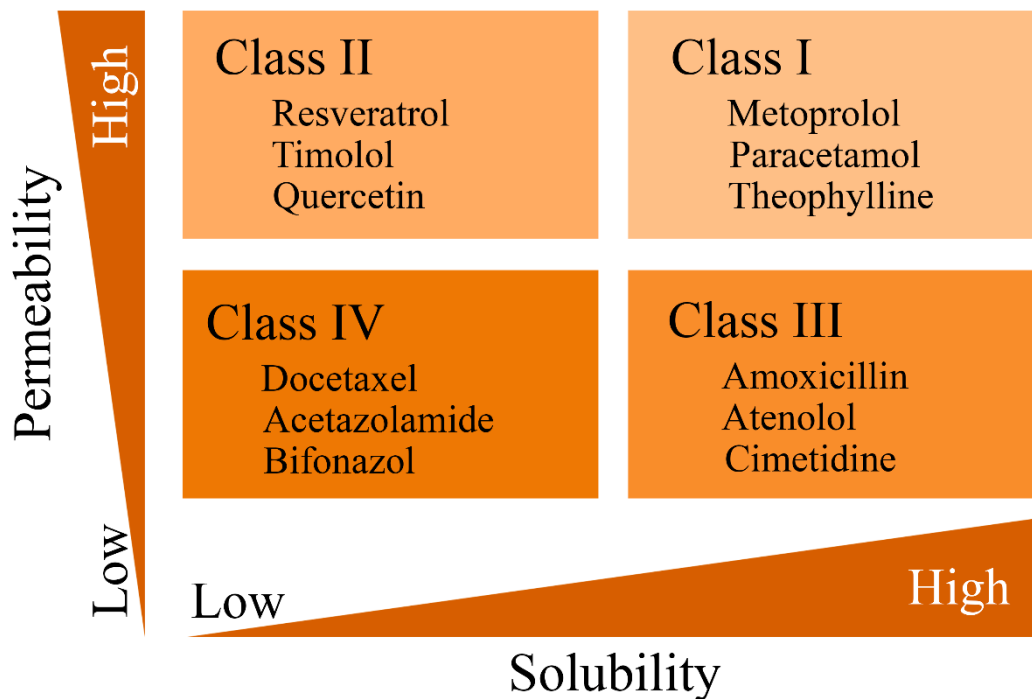 Permeability
High
Low
Class II
Resveratrol
Timolol
Quercetin
Class I
Metoprolol
Paracetamol
Theophylline
Class IV
Docetaxel
Acetazolamide
Bifonazol
Class III
Amoxicillin
Atenolol
Cimetidine
Low
High
Solubility